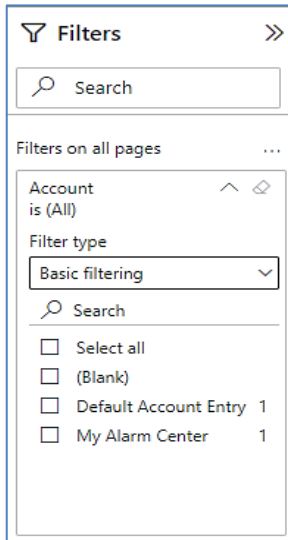 Filters
Search
Filters on all pages ...
Account
is (All)
Filter type
Basic filtering
Search
Select all
(Blank)
Default Account Entry 1
My Alarm Center 1